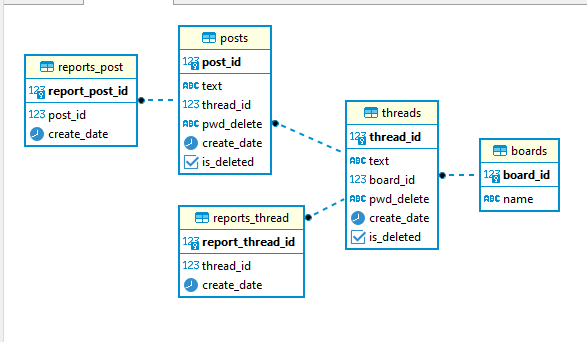 reports_post
123 report_post_id
123 post_id
create_date
posts
123 post_id
ABC text
123 thread_id
ABC pwd_delete
create_date
is_deleted
reports_thread
123 report_thread_id
123 thread_id
create_date
threads
123 thread_id
ABC text
123 board_id
ABC pwd_delete
create_date
is_deleted
boards
123 board_id
ABC name